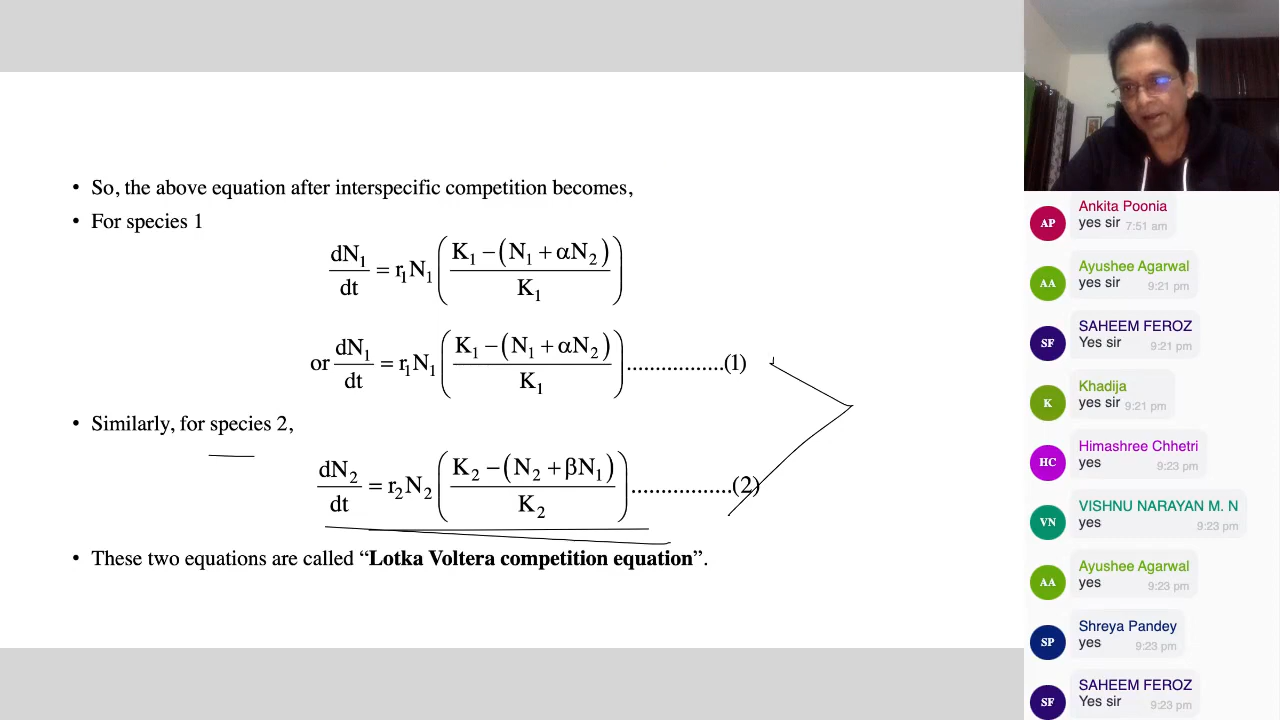 • So, the above equation after interspecific competition becomes,
• For species 1
dN₁/dt = r₁N₁ ( (K₁ − (N₁ + αN₂)) / K₁ )
or dN₁/dt = r₁N₁ ( (K₁ − (N₁ + αN₂)) / K₁ ) .................(1)
• Similarly, for species 2,
dN₂/dt = r₂N₂ ( (K₂ − (N₂ + βN₁)) / K₂ ) .................(2)
• These two equations are called “Lotka Voltera competition equation”.
AP
Ankita Poonia
yes sir 7:51 am
AA
Ayushee Agarwal
yes sir 9:21 pm
SF
SAHEEM FEROZ
Yes sir 9:21 pm
K
Khadija
yes sir 9:21 pm
HC
Himashree Chhetri
yes 9:23 pm
VN
VISHNU NARAYAN M. N
yes 9:23 pm
AA
Ayushee Agarwal
yes 9:23 pm
SP
Shreya Pandey
yes 9:23 pm
SF
SAHEEM FEROZ
Yes sir 9:23 pm